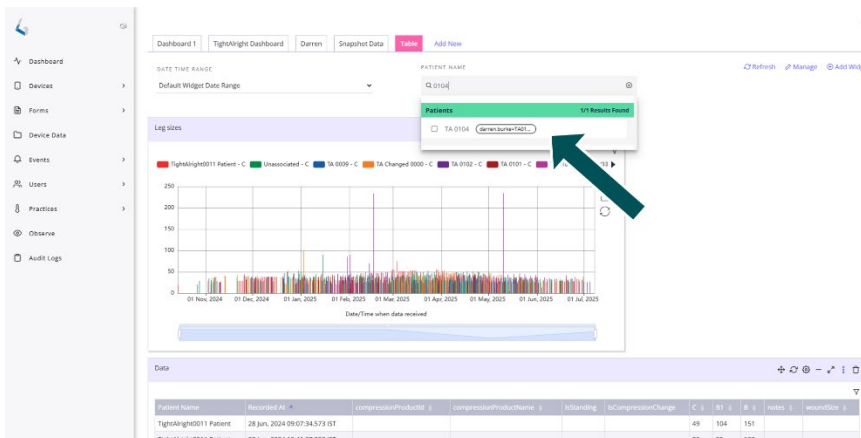 Dashboard 1 TightAlright Dashboard Darren Snapshot Data Table Add New
DATE TIME RANGE
Default Widget Date Range
PATIENT NAME
0104
Refresh Manage Add Wid
Patients 1/1 Results Found
TA 0104 darren.burke+TA01...
Dashboard
Devices
Forms
Device Data
Events
Users
Practices
Observe
Audit Logs
Leg sizes
TightAlright0011 Patient - C Unassociated - C TA 0009 - C TA Changed 0000 - C TA 0102 - C TA 0101 - C
250
200
150
100
50
0
01 Nov, 2024 01 Dec, 2024 01 Jan, 2025 01 Feb, 2025 01 Mar, 2025 01 Apr, 2025 01 May, 2025 01 Jun, 2025 01 Jul, 2025
Date/Time when data received
Data
Patient Name Recorded At compressionProductId compressionProductName isStanding isCompressionChange C B1 B notes woundSize
TightAlright0011 Patient 28 Jun, 2024 09:07:34.573 IST 49 104 151